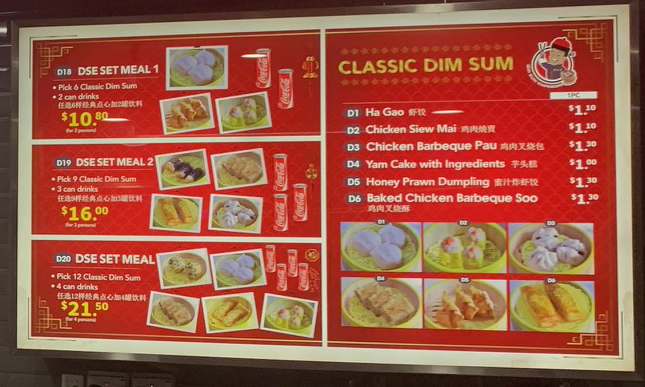 D18 DSE SET MEAL 1
• Pick 6 Classic Dim Sum
• 2 can drinks
任选6样经典点心加2罐饮料
$10.80
(for 2 persons)
D19 DSE SET MEAL 2
• Pick 9 Classic Dim Sum
• 3 can drinks
任选9样经典点心加3罐饮料
$16.00
(for 3 persons)
D20 DSE SET MEAL
• Pick 12 Classic Dim Sum
• 4 can drinks
任选12样经典点心加4罐饮料
$21.50
(for 4 persons)
CLASSIC DIM SUM
1PC
D1 Ha Gao 虾饺 $1.10
D2 Chicken Siew Mai 鸡肉烧賣 $1.10
D3 Chicken Barbeque Pau 鸡肉叉烧包 $1.30
D4 Yam Cake with Ingredients 芋头糕 $1.00
D5 Honey Prawn Dumpling 蜜汁炸虾饺 $1.30
D6 Baked Chicken Barbeque Soo $1.30
鸡肉叉烧酥
D1 D2 D3
D4 D5 D6